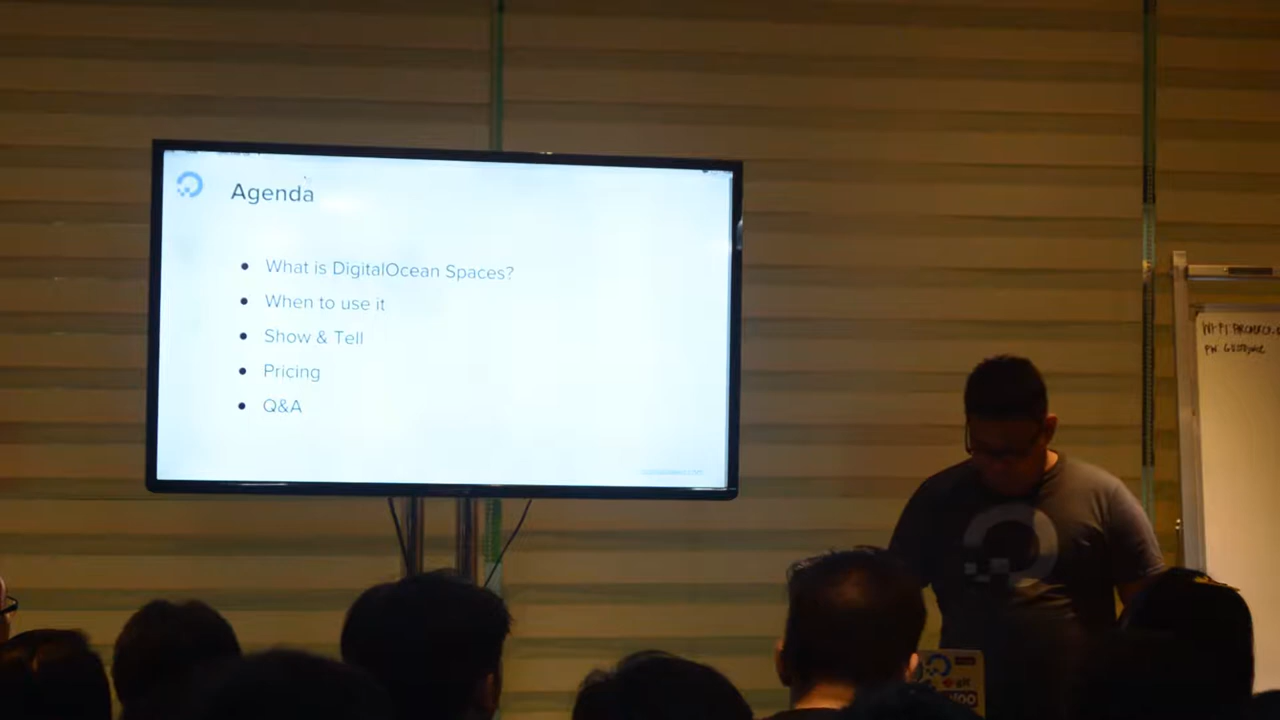 Agenda
What is DigitalOcean Spaces?
When to use it
Show & Tell
Pricing
Q&A